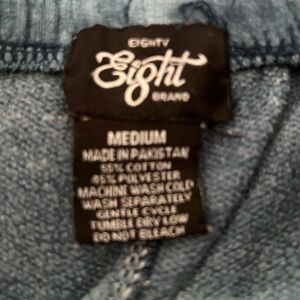 EIGHTY
Eight
BRAND
MEDIUM
MADE IN PAKISTAN
55% COTTON
45% POLYESTER
MACHINE WASH COLD
WASH SEPARATELY
GENTLE CYCLE
TUMBLE DRY LOW
DO NOT BLEACH